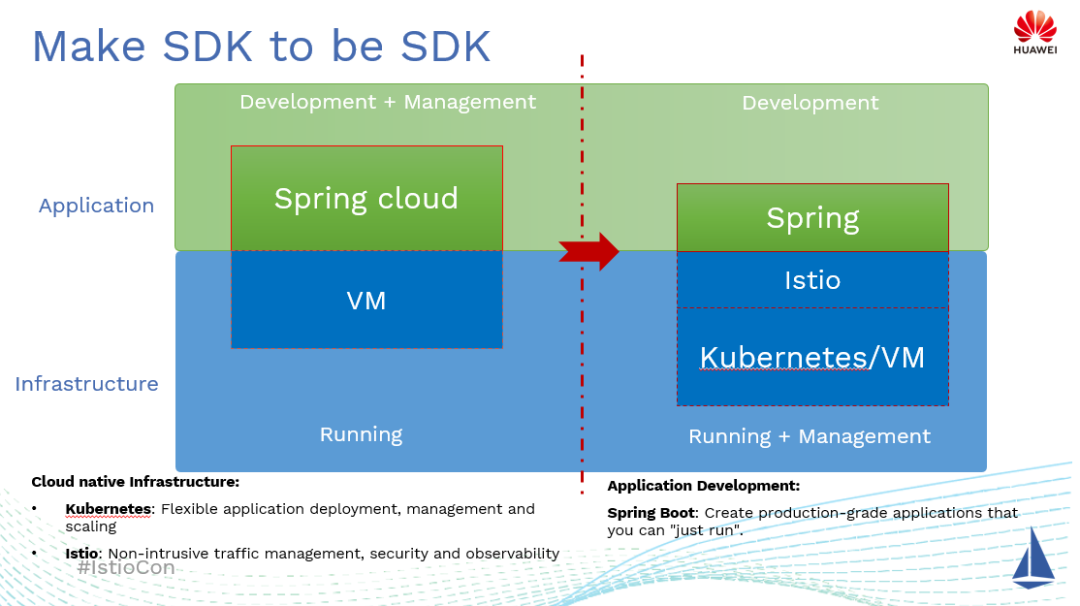 Make SDK to be SDK
HUAWEI
Development + Management
Development
Application
Spring cloud
Spring
VM
Istio
Kubernetes/VM
Infrastructure
Running
Running + Management
Cloud native Infrastructure:
• Kubernetes: Flexible application deployment, management and
scaling
• Istio: Non-intrusive traffic management, security and observability
#IstioCon
Application Development:
Spring Boot: Create production-grade applications that
you can "just run".